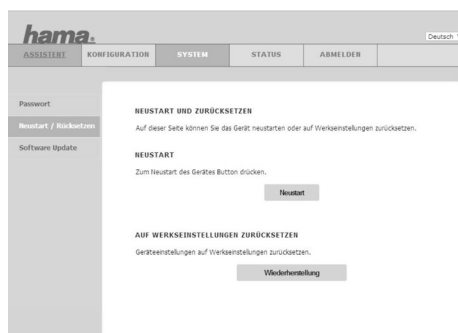 hama.
Deutsch
ASSISTENT KONFIGURATION SYSTEM STATUS ABMELDEN
Passwort
Neustart / Rücksetzen
Software Update
NEUSTART UND ZURÜCKSETZEN
Auf dieser Seite können Sie das Gerät neustarten oder auf Werkseinstellungen zurücksetzen.
NEUSTART
Zum Neustart des Gerätes Button drücken.
Neustart
AUF WERKSEINSTELLUNGEN ZURÜCKSETZEN
Geräteeinstellungen auf Werkseinstellungen zurücksetzen.
Wiederherstellung